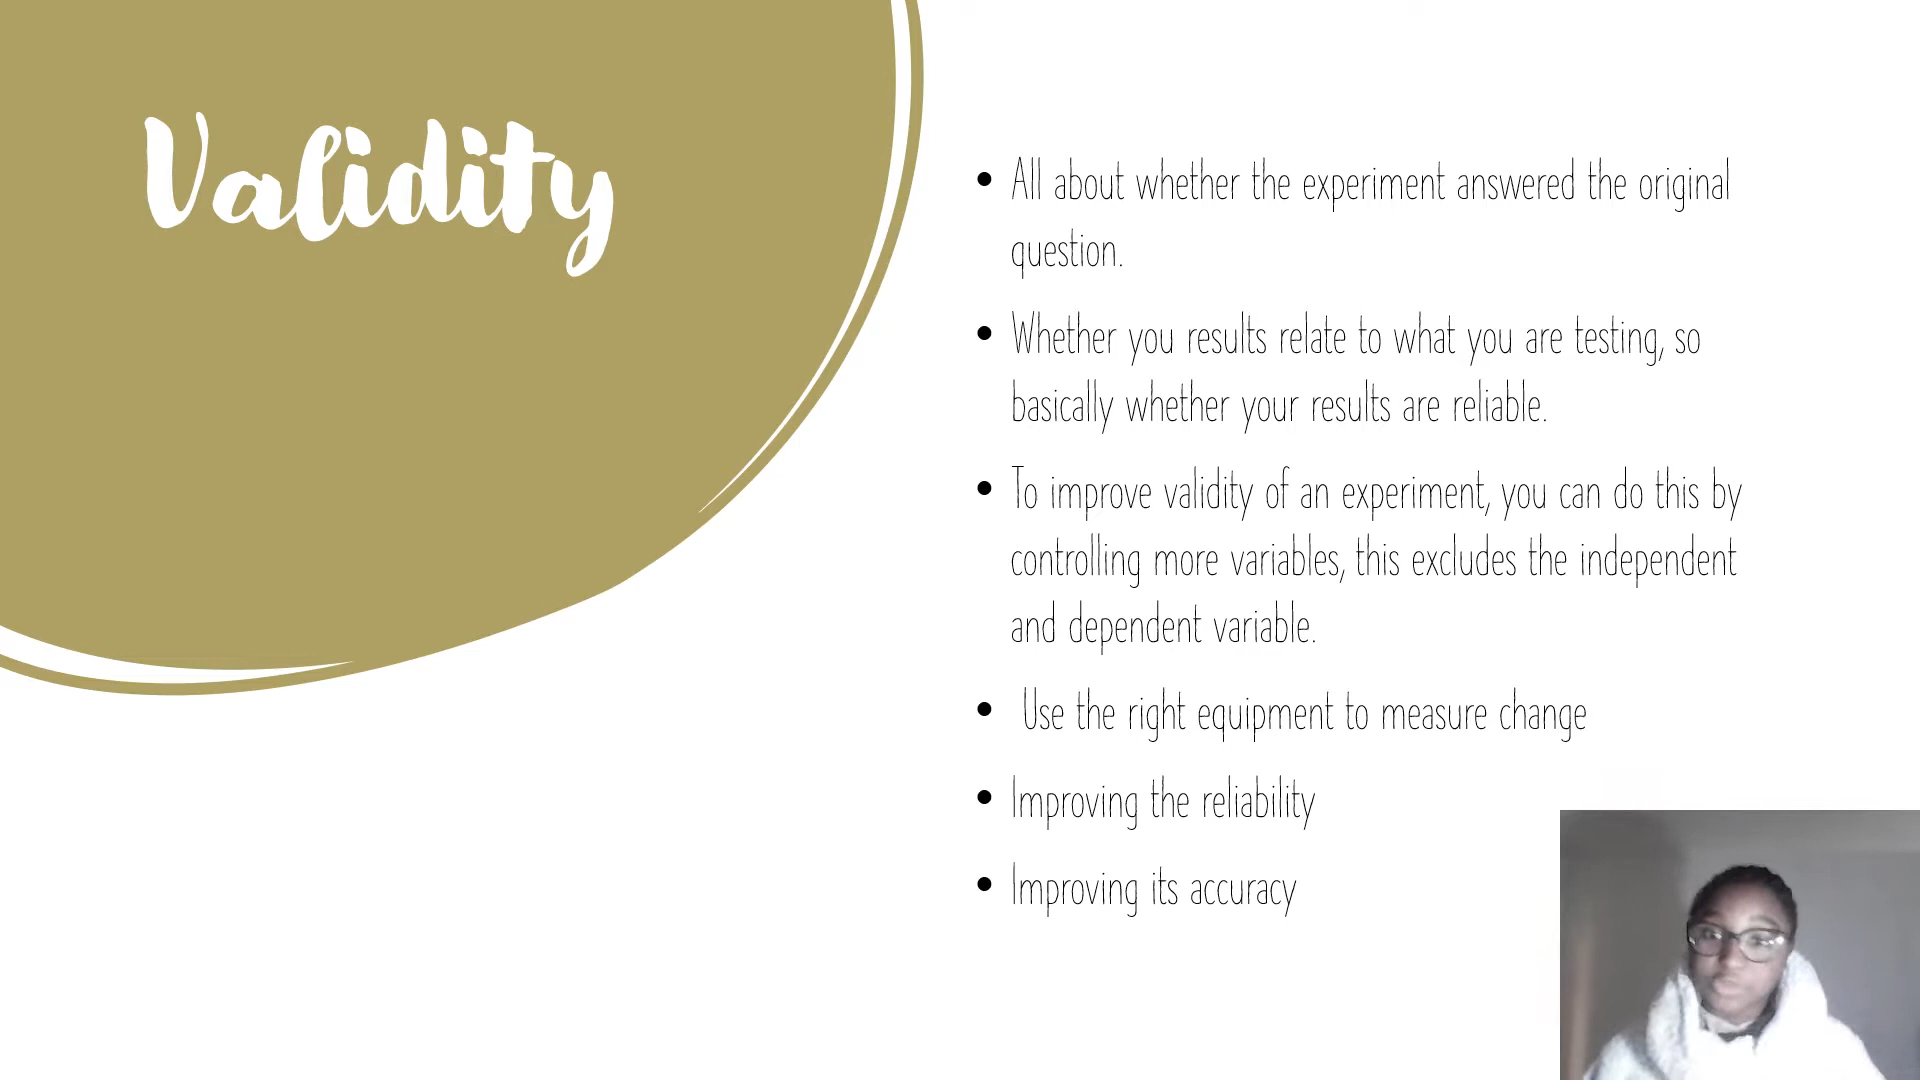 Validity
• All about whether the experiment answered the original
question.
• Whether you results relate to what you are testing, so
basically whether your results are reliable.
• To improve validity of an experiment, you can do this by
controlling more variables, this excludes the independent
and dependent variable.
• Use the right equipment to measure change
• Improving the reliability
• Improving its accuracy